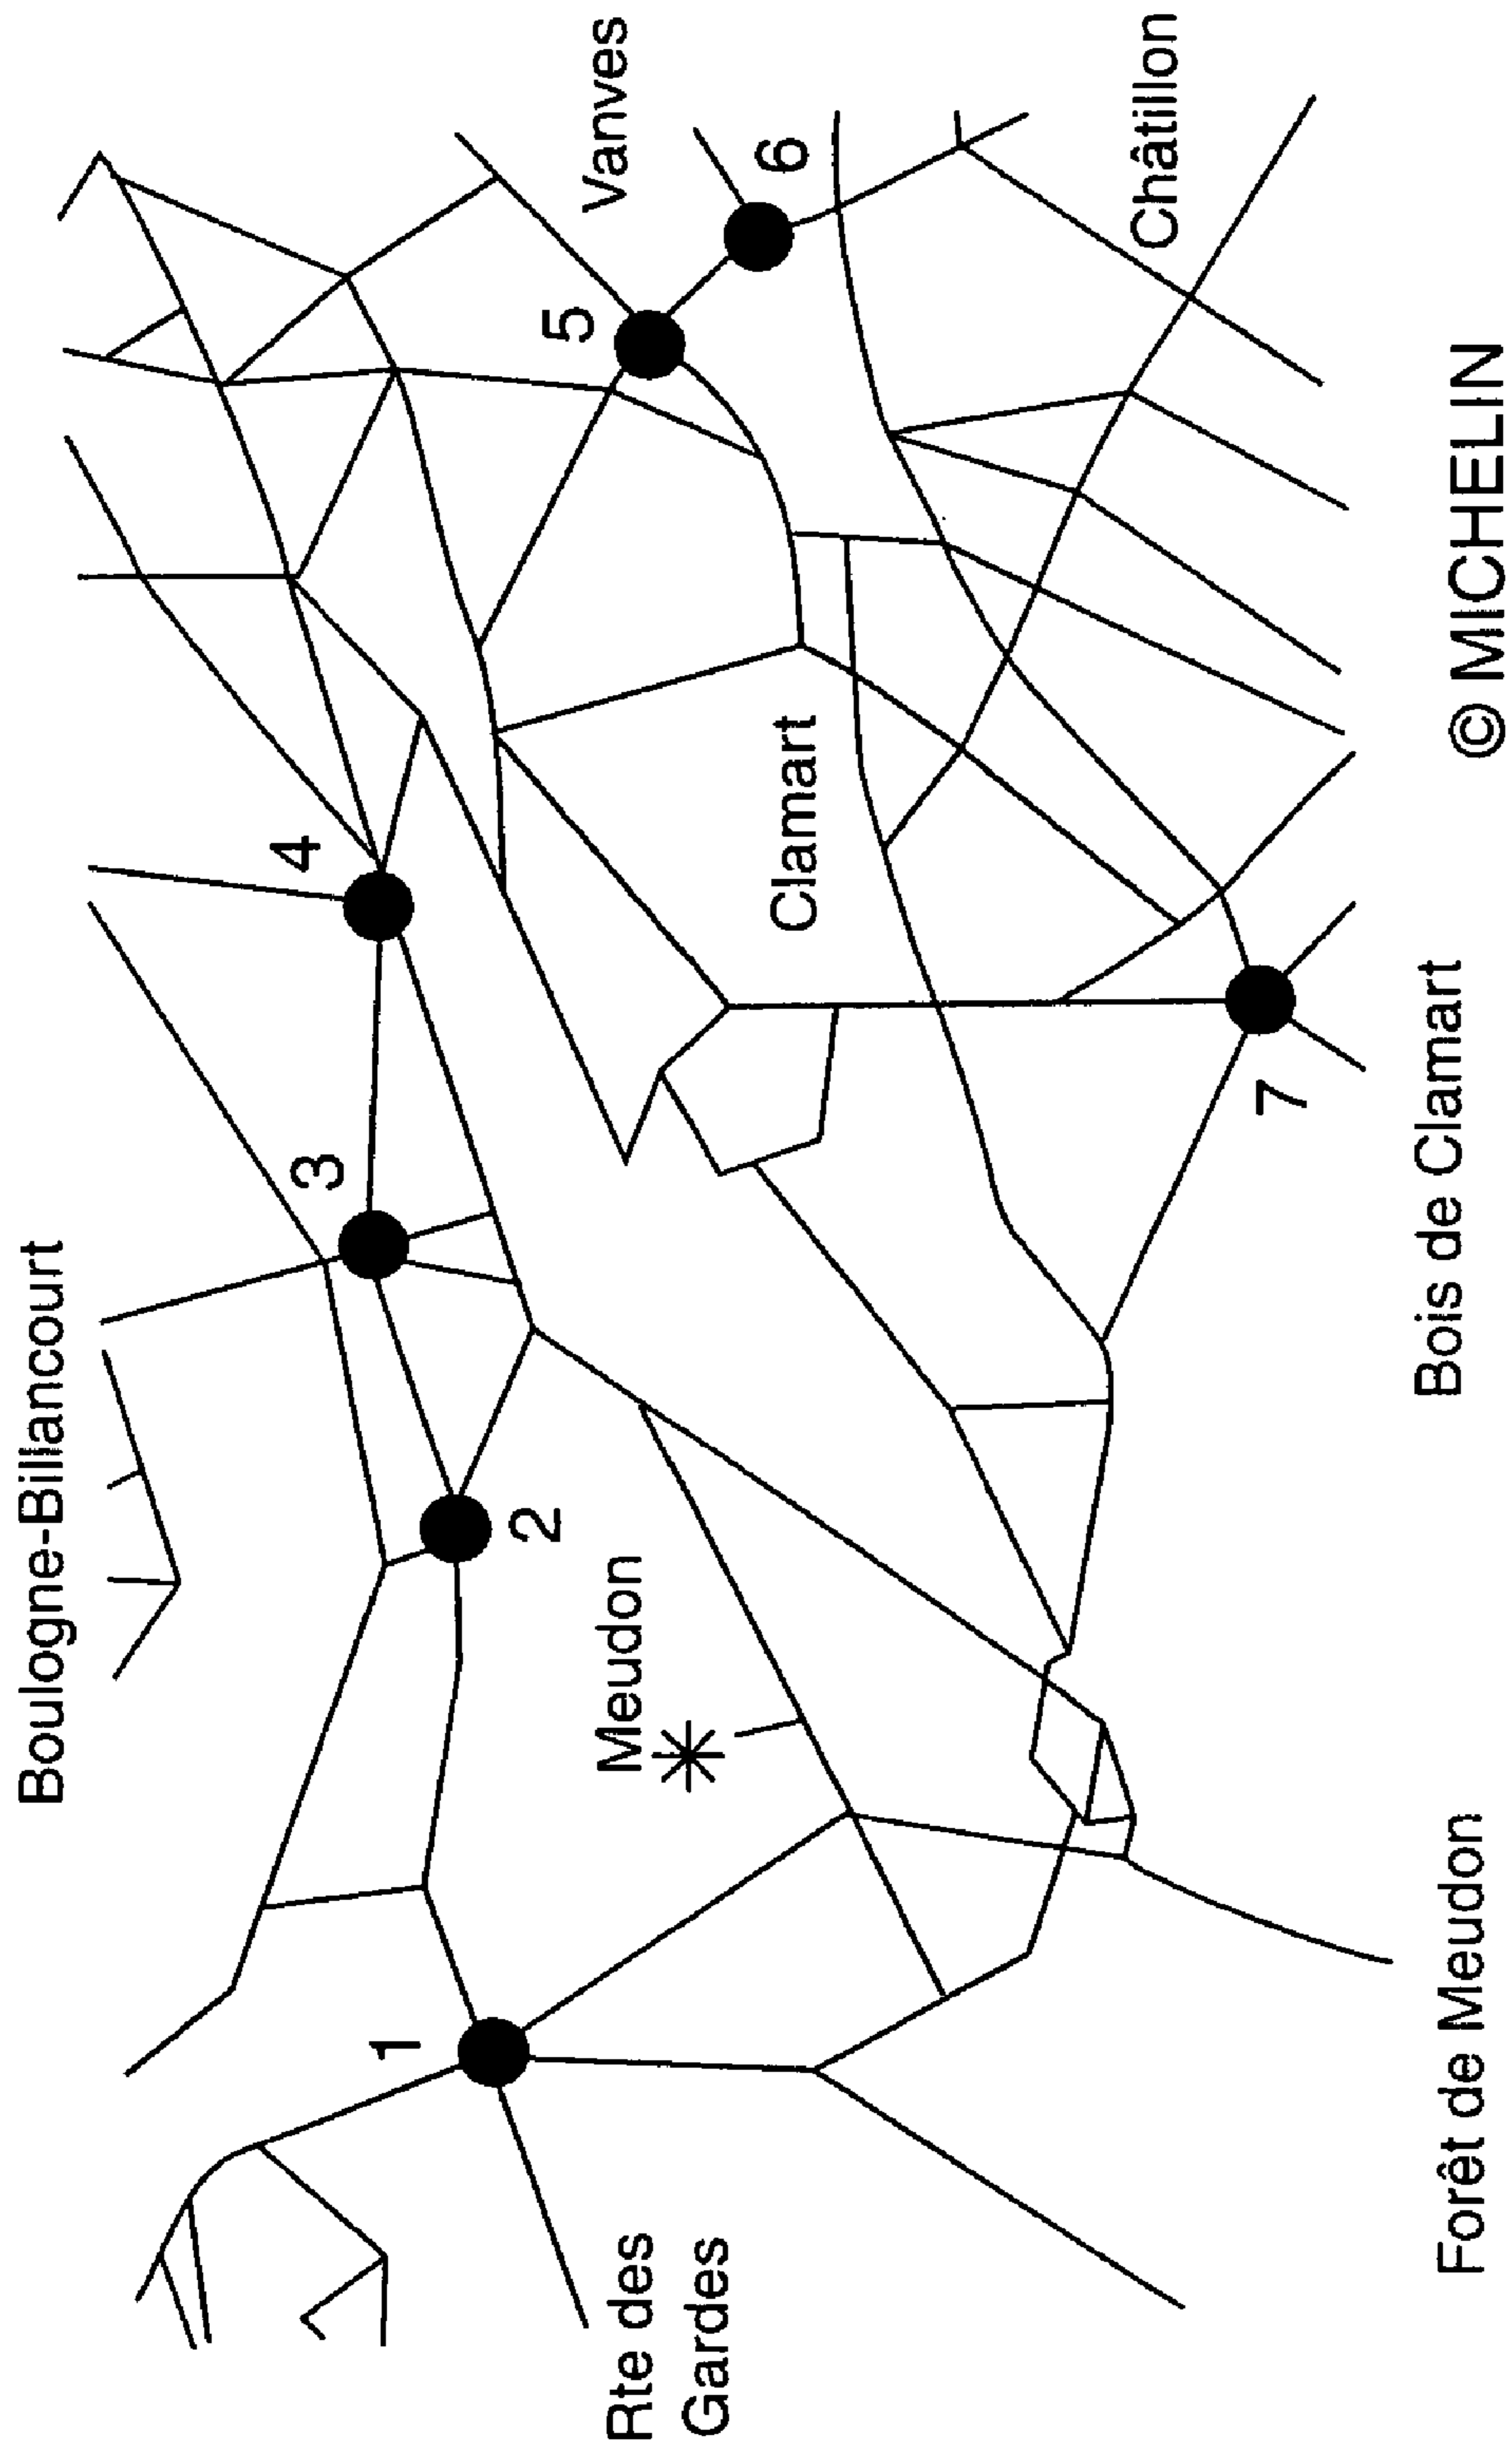 Boulogne-Billancourt
Vanves
Châtillon
Clamart
Meudon
Rte des
Gardes
Forêt de Meudon
Bois de Clamart
© MICHELIN
1
2
3
4
5
6
7